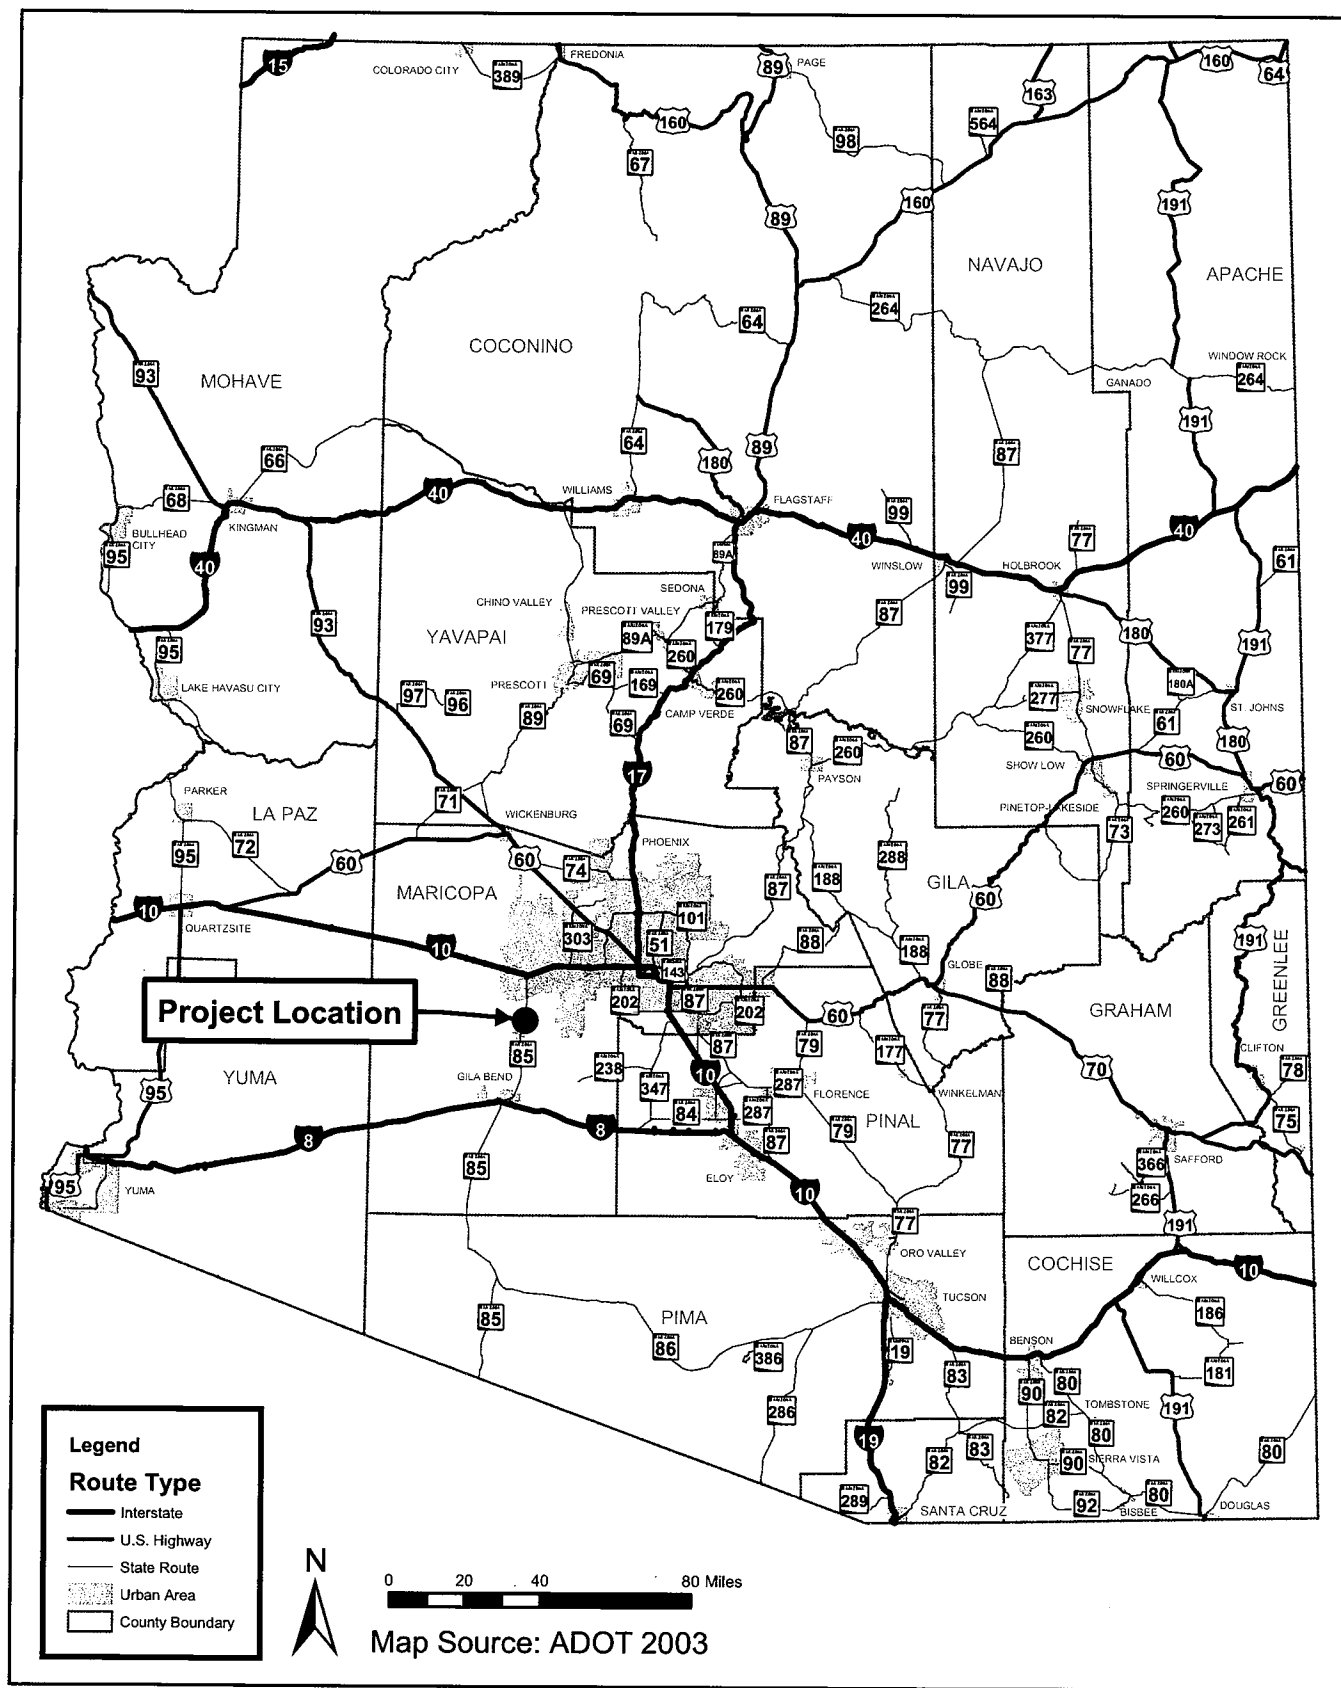 15
COLORADO CITY
389
FREDONIA
89
PAGE
163
160
64
160
67
98
564
89
160
191
NAVAJO
APACHE
264
64
COCONINO
93
MOHAVE
WINDOW ROCK
264
GANADO
191
64
180
89
87
66
68
40
WILLIAMS
FLAGSTAFF
99
BULLHEAD
CITY
KINGMAN
95
40
89A
40
WINSLOW
99
HOLBROOK
77
40
61
SEDONA
CHINO VALLEY
PRESCOTT VALLEY
93
YAVAPAI
89A
179
87
377
180
191
95
260
77
LAKE HAVASU CITY
PRESCOTT
69
169
260
180A
97
96
89
69
CAMP VERDE
277
SNOWFLAKE
61
ST. JOHNS
87
260
260
180
17
PAYSON
SHOW LOW
60
60
PARKER
LA PAZ
71
WICKENBURG
SPRINGERVILLE
PINETOP-LAKESIDE
260
273
261
73
95
72
60
60
74
PHOENIX
288
MARICOPA
87
188
GILA
60
10
QUARTZSITE
10
303
101
51
88
188
191
GREENLEE
143
GLOBE
88
Project Location
202
87
202
60
77
GRAHAM
85
87
79
177
CLIFTON
YUMA
95
GILA BEND
238
347
10
287
FLORENCE
WINKELMAN
70
78
8
8
84
287
87
79
PINAL
77
75
95
YUMA
85
ELOY
10
366
266
SAFFORD
77
191
ORO VALLEY
COCHISE
10
TUCSON
WILLCOX
85
PIMA
86
386
19
83
BENSON
186
181
90
80
286
82
TOMBSTONE
191
80
19
82
83
90
SIERRA VISTA
80
289
SANTA CRUZ
92
BISBEE
80
DOUGLAS
Legend
Route Type
Interstate
U.S. Highway
State Route
Urban Area
County Boundary
N
0 20 40 80 Miles
Map Source: ADOT 2003